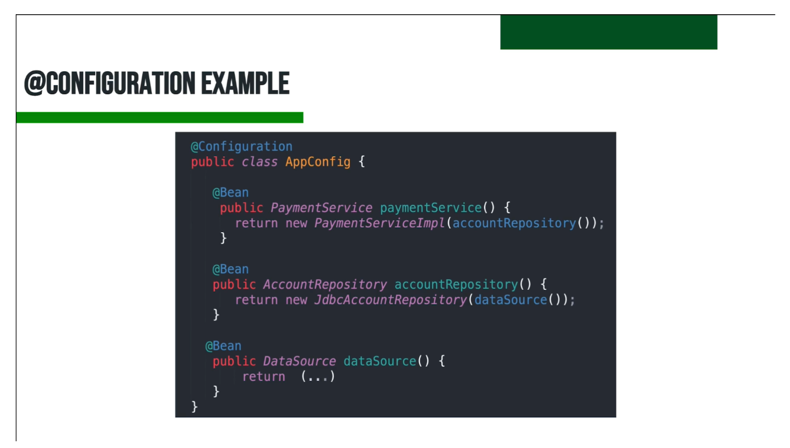 @CONFIGURATION EXAMPLE
@Configuration
public class AppConfig {
@Bean
public PaymentService paymentService() {
return new PaymentServiceImpl(accountRepository());
}
@Bean
public AccountRepository accountRepository() {
return new JdbcAccountRepository(dataSource());
}
@Bean
public DataSource dataSource() {
return (...)
}
}